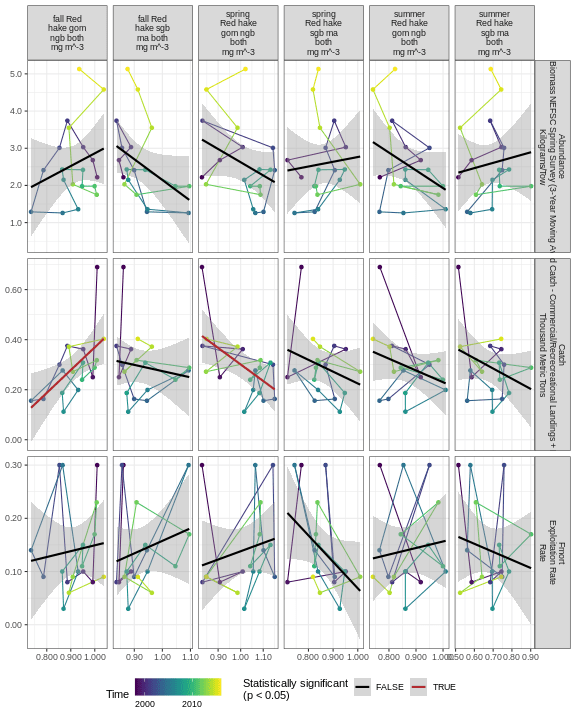 fall Red
hake gom
ngb both
mg m^-3
fall Red
hake sgb
ma both
mg m^-3
spring
Red hake
gom ngb
both
mg m^-3
spring
Red hake
sgb ma
both
mg m^-3
summer
Red hake
gom ngb
both
mg m^-3
summer
Red hake
sgb ma
both
mg m^-3
5.0
4.0
3.0
2.0
1.0
Abundance
Biomass NEFSC Spring Survey (3-Year Moving
Kilograms/Tow
0.60
0.40
0.20
0.00
Catch
Catch - Commercial/Recreational Landings +
Thousand Metric Tons
0.30
0.20
0.10
0.00
Fmort
Exploitation Rate
Rate
0.800 0.900 1.000
0.90 1.00 1.10
0.90 1.00 1.10
0.800 0.900 1.000
0.80 0.90 1.00
0.60 0.70 0.80 0.90
Time
2000 2010
Statistically significant
(p < 0.05)
FALSE
TRUE